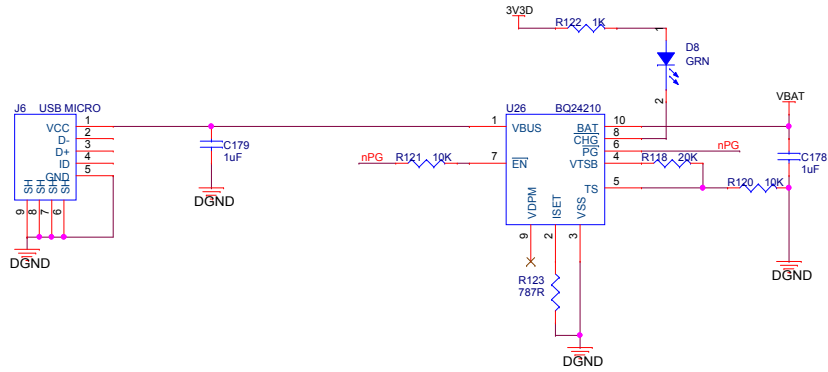 3V3D
R122 1K
1
D8
GRN
2
VBAT
J6 USB MICRO
VCC 1
D- 2
D+ 3
ID 4
GND 5
SH SH SH SH
9 8 7 6
DGND
C179
1uF
DGND
nPG R121 10K
U26 BQ24210
1 VBUS
7 EN
BAT 10
CHG 8
PG 6 nPG
VTSB 4 R118 20K
TS 5 R120 10K
VDPM ISET VSS
9 2 3
C178
1uF
DGND
R123
787R
DGND